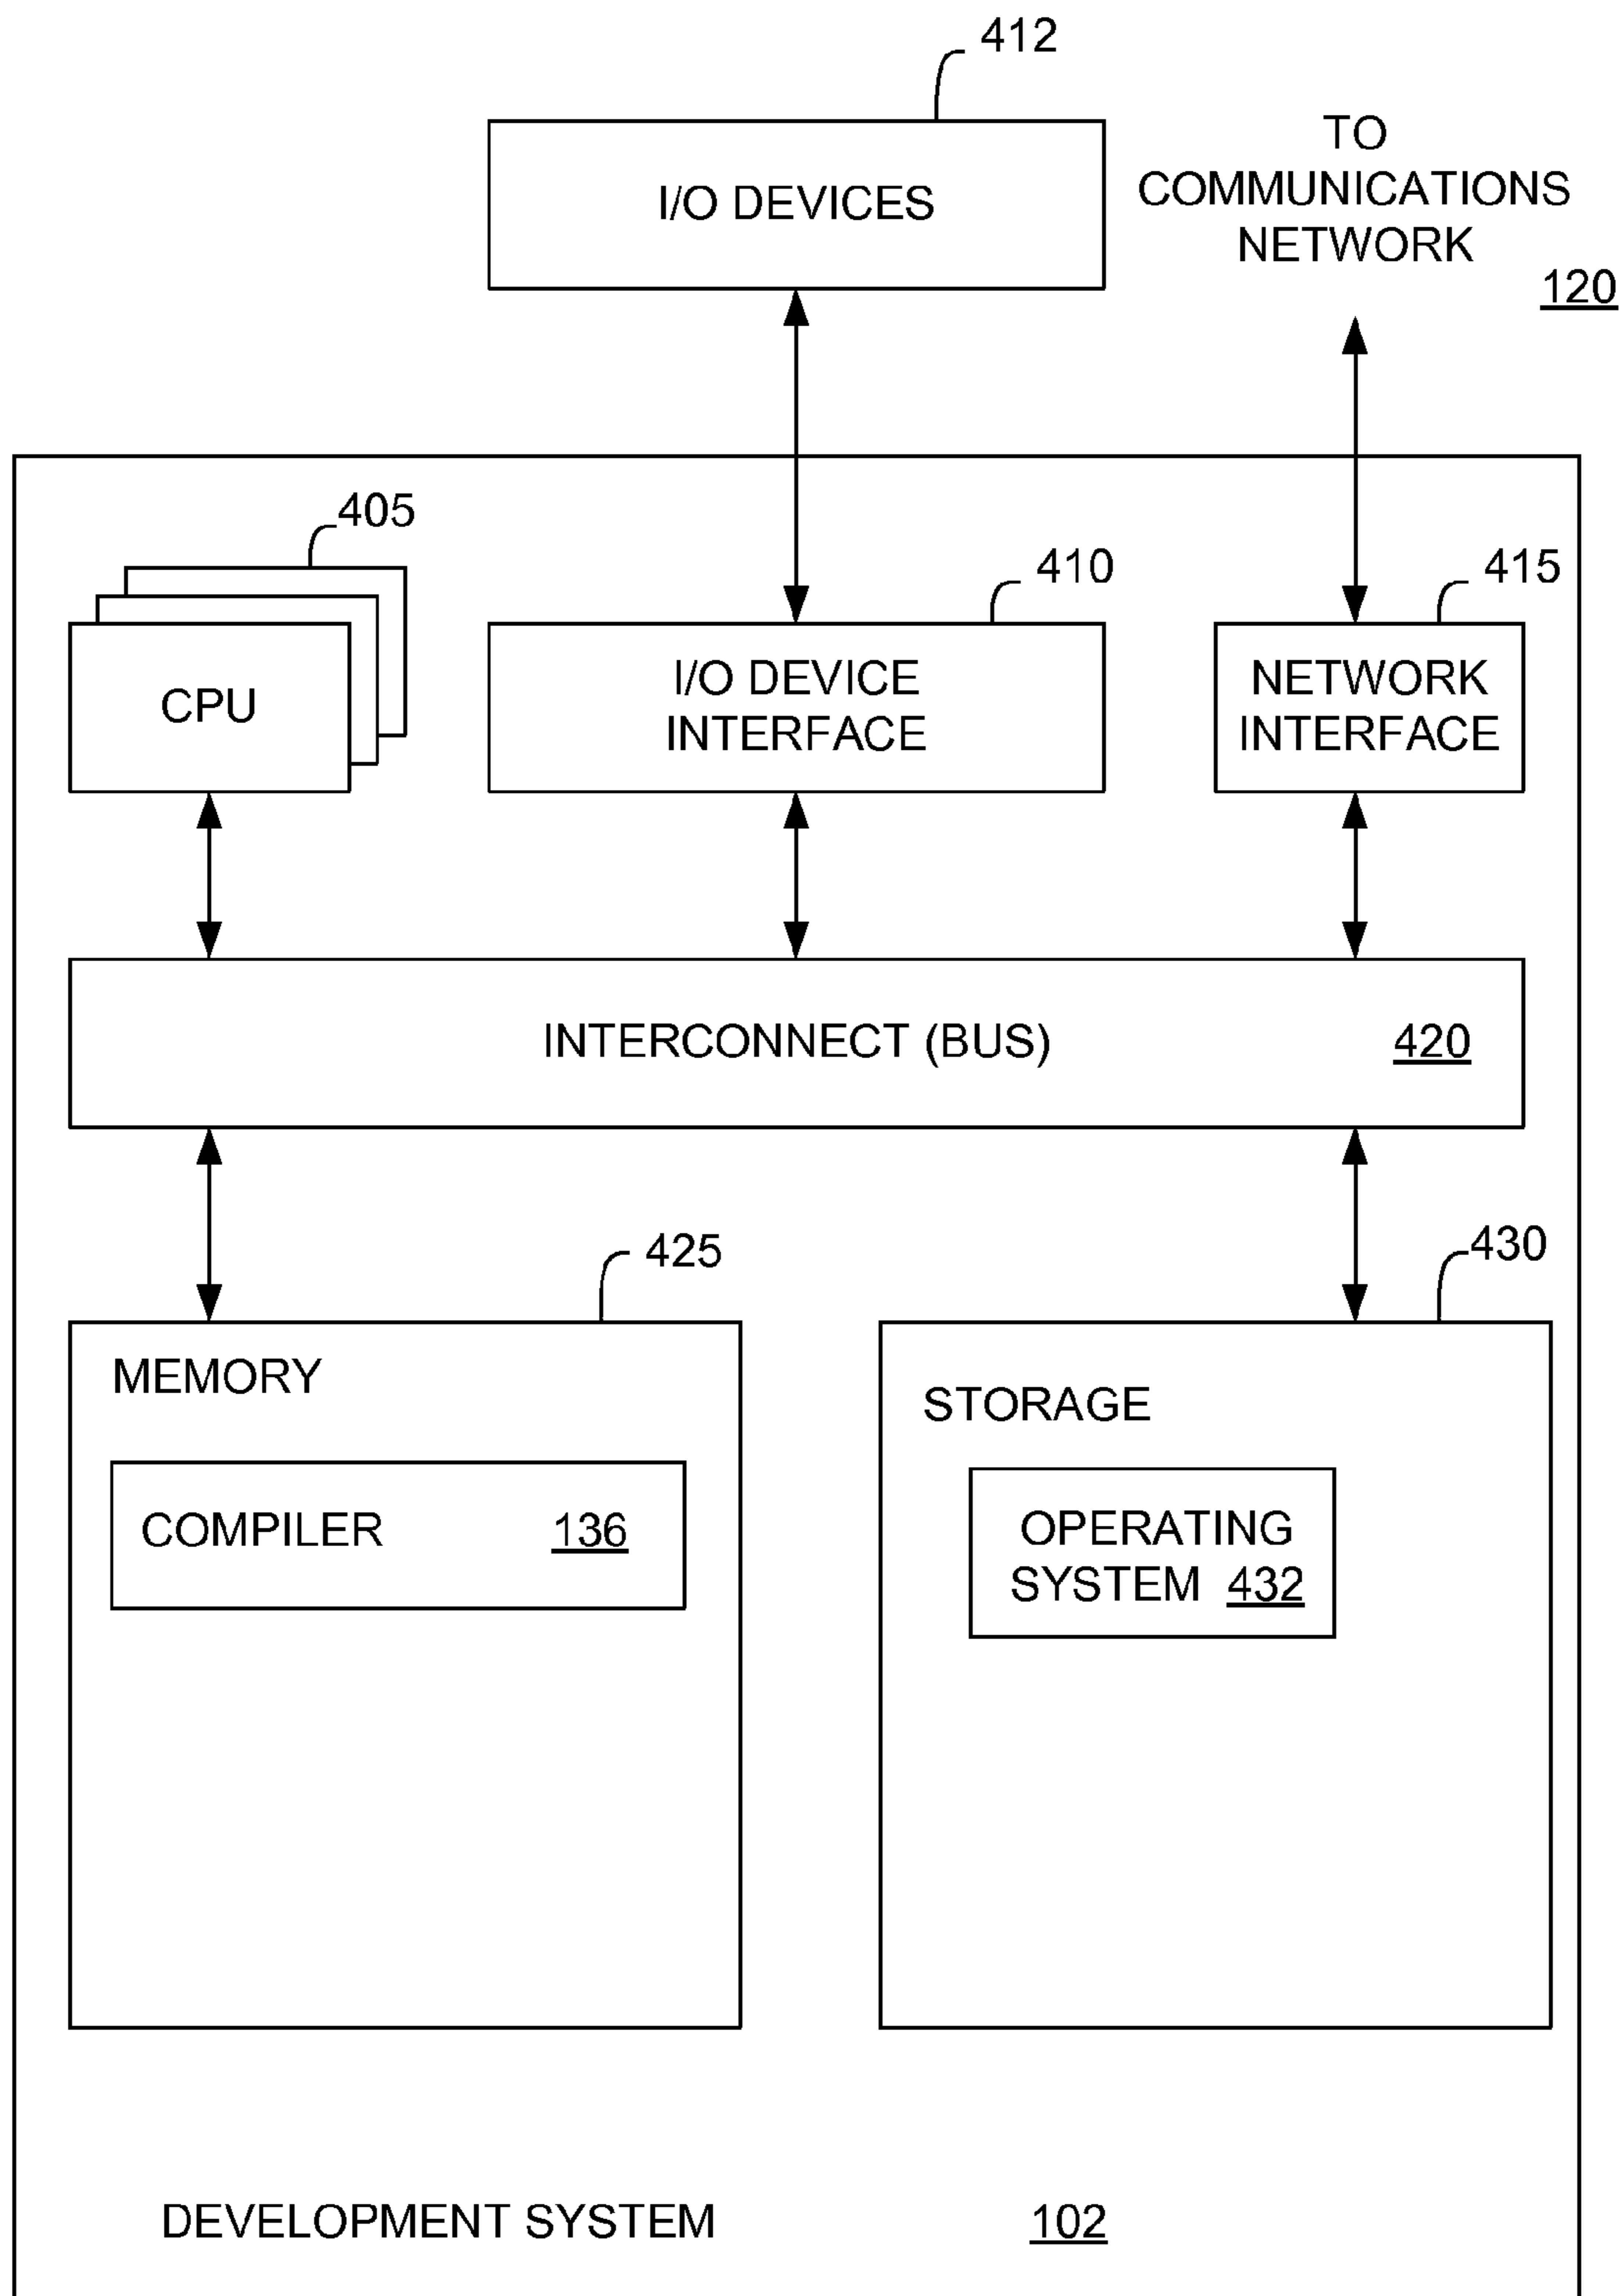 412
I/O DEVICES
TO
COMMUNICATIONS
NETWORK
120
405
CPU
410
I/O DEVICE
INTERFACE
415
NETWORK
INTERFACE
INTERCONNECT (BUS) 420
425
MEMORY
COMPILER 136
430
STORAGE
OPERATING
SYSTEM 432
DEVELOPMENT SYSTEM 102